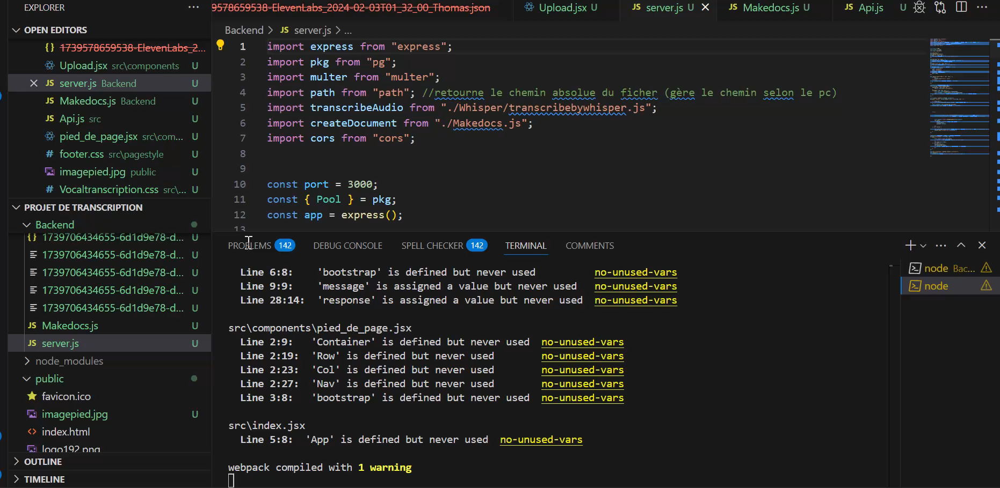 EXPLORER ...
OPEN EDITORS
{} 1739578659538-ElevenLabs_2...
Upload.jsx src\components U
JS server.js Backend U
JS Makedocs.js Backend U
JS Api.js src U
pied_de_page.jsx src\com... U
# footer.css src\pagestyle U
imagepied.jpg public U
# Vocaltranscription.css src\... U
PROJET DE TRANSCRIPTION
Backend
{} 1739706434655-6d1d9e78-d... U
1739706434655-6d1d9e78-d... U
1739706434655-6d1d9e78-d... U
1739706434655-6d1d9e78-d... U
1739706434655-6d1d9e78-d... U
JS Makedocs.js U
JS server.js U
node_modules
public
favicon.ico
imagepied.jpg U
<> index.html
logo192.png
OUTLINE
TIMELINE
9578659538-ElevenLabs_2024-02-03T01_32_00_Thomas.json Upload.jsx U JS server.js U JS Makedocs.js U JS Api.js U
Backend > JS server.js > ...
1 import express from "express";
2 import pkg from "pg";
3 import multer from "multer";
4 import path from "path"; //retourne le chemin absolue du ficher (gère le chemin selon le pc)
5 import transcribeAudio from "./Whisper/transcribebywhisper.js";
6 import createDocument from "./Makedocs.js";
7 import cors from "cors";
8
9
10 const port = 3000;
11 const { Pool } = pkg;
12 const app = express();
13
PROBLEMS 142 DEBUG CONSOLE SPELL CHECKER 142 TERMINAL COMMENTS
Line 6:8: 'bootstrap' is defined but never used no-unused-vars
Line 9:9: 'message' is assigned a value but never used no-unused-vars
Line 28:14: 'response' is assigned a value but never used no-unused-vars
src\components\pied_de_page.jsx
Line 2:9: 'Container' is defined but never used no-unused-vars
Line 2:19: 'Row' is defined but never used no-unused-vars
Line 2:23: 'Col' is defined but never used no-unused-vars
Line 2:27: 'Nav' is defined but never used no-unused-vars
Line 3:8: 'bootstrap' is defined but never used no-unused-vars
src\index.jsx
Line 5:8: 'App' is defined but never used no-unused-vars
webpack compiled with 1 warning
node Bac...
node